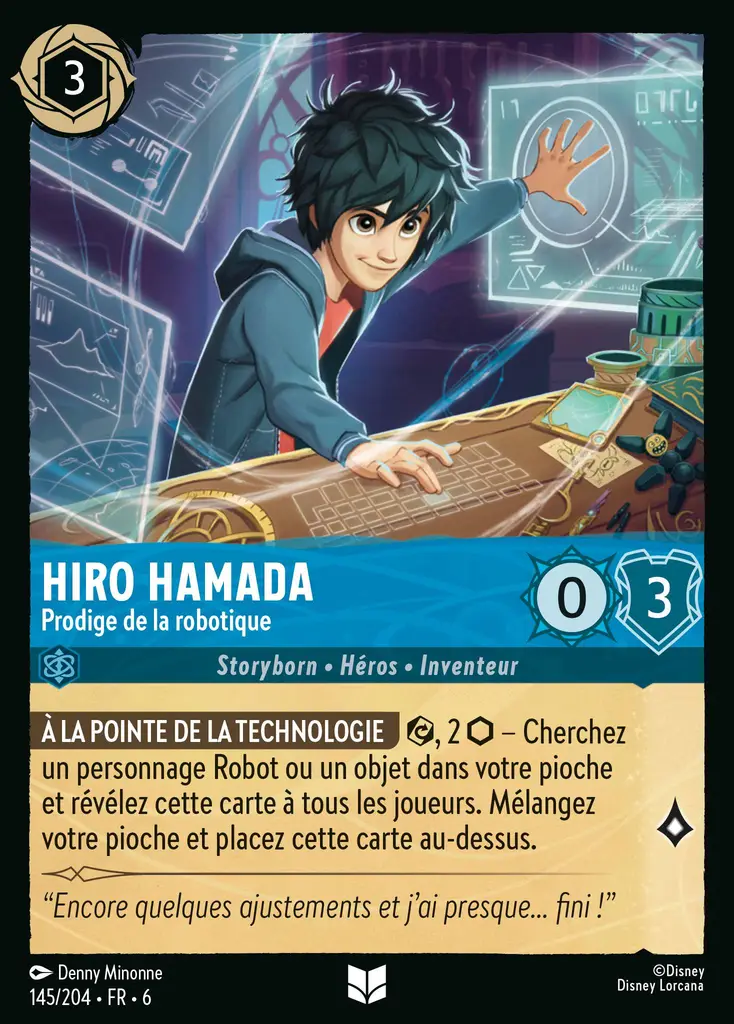 3
HIRO HAMADA
Prodige de la robotique
0
3
Storyborn • Héros • Inventeur
À LA POINTE DE LA TECHNOLOGIE , 2 – Cherchez
un personnage Robot ou un objet dans votre pioche
et révélez cette carte à tous les joueurs. Mélangez
votre pioche et placez cette carte au-dessus.
“Encore quelques ajustements et j’ai presque... fini !”
Denny Minonne
145/204 • FR • 6
©Disney
Disney Lorcana